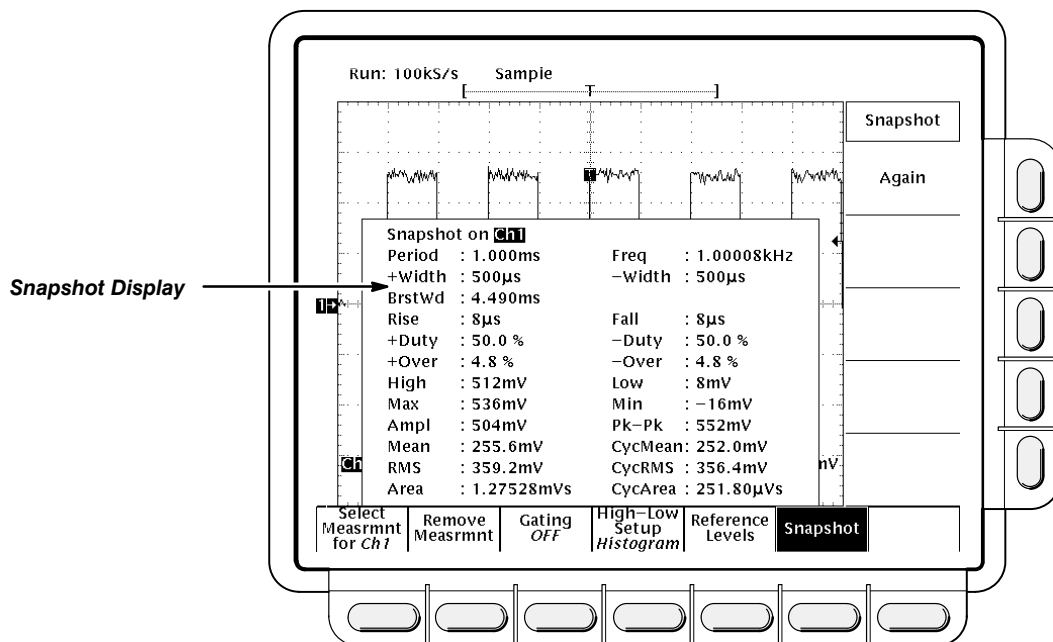 Run: 100kS/s Sample
[ T ]
Snapshot
Again
1
Snapshot on Ch1
Period : 1.000ms Freq : 1.00008kHz
+Width : 500µs −Width : 500µs
Snapshot Display
BrstWd : 4.490ms
1
Rise : 8µs Fall : 8µs
+Duty : 50.0 % −Duty : 50.0 %
+Over : 4.8 % −Over : 4.8 %
High : 512mV Low : 8mV
Max : 536mV Min : −16mV
Ampl : 504mV Pk−Pk : 552mV
Mean : 255.6mV CycMean: 252.0mV
Ch RMS : 359.2mV CycRMS : 356.4mV mV
Area : 1.27528mVs CycArea : 251.80µVs
Select Measrmnt for Ch1
Remove Measrmnt
Gating OFF
High−Low Setup Histogram
Reference Levels
Snapshot